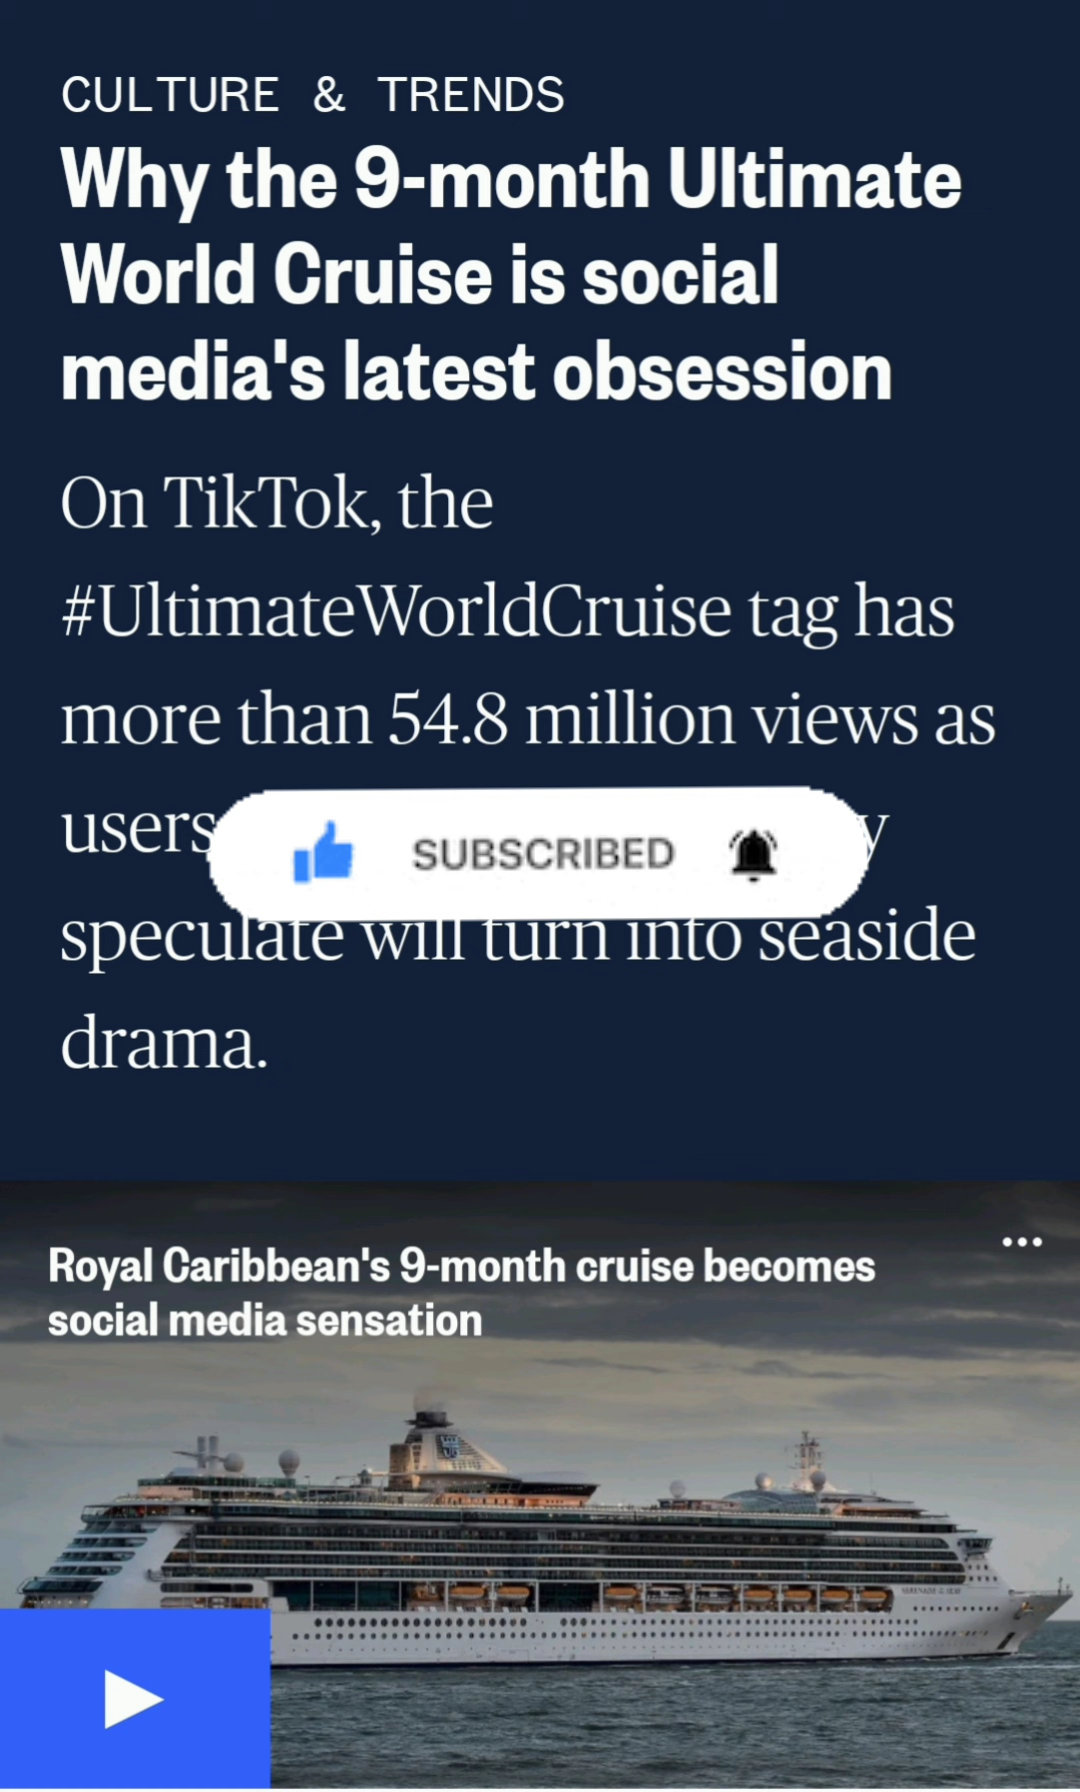 CULTURE & TRENDS
Why the 9-month Ultimate
World Cruise is social
media's latest obsession
On TikTok, the
#UltimateWorldCruise tag has
more than 54.8 million views as
users y
SUBSCRIBED
speculate will turn into seaside
drama.
Royal Caribbean's 9-month cruise becomes
social media sensation